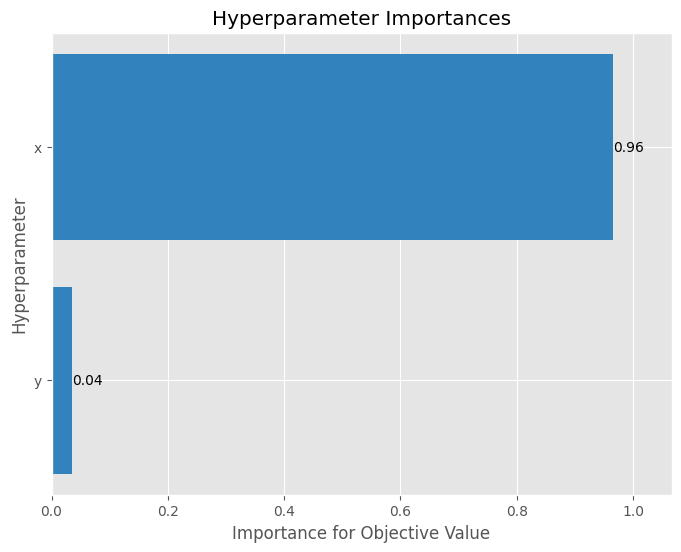 Hyperparameter Importances
Hyperparameter
x
0.96
y
0.04
0.0 0.2 0.4 0.6 0.8 1.0
Importance for Objective Value